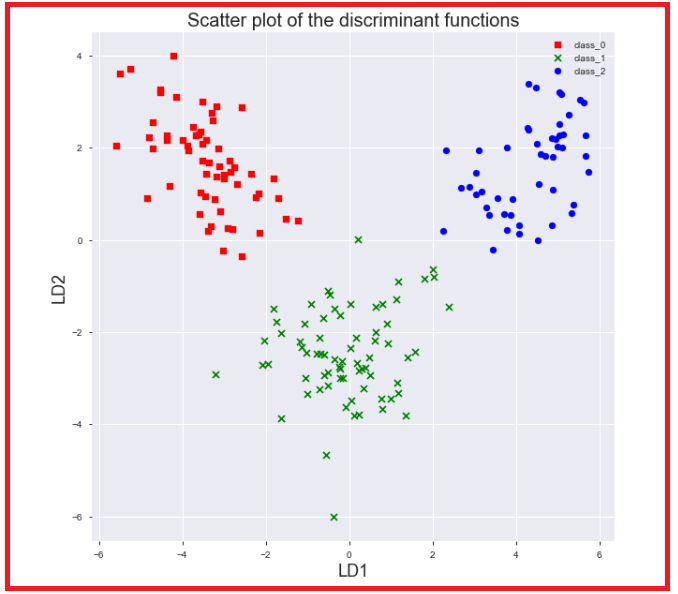 Scatter plot of the discriminant functions
class_0
class_1
class_2
4
2
0
−2
−4
−6
LD2
−6 −4 −2 0 2 4 6
LD1